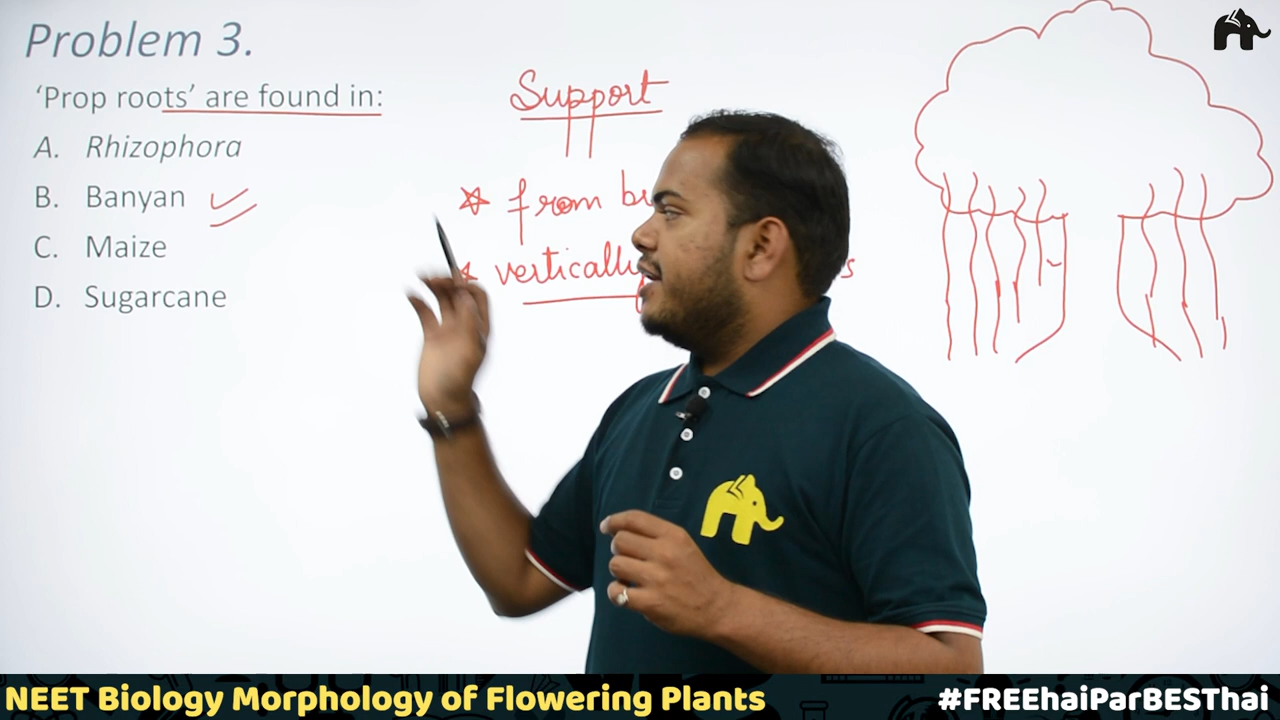 Problem 3.
‘Prop roots’ are found in:
A. Rhizophora
B. Banyan
C. Maize
D. Sugarcane
Support
from
vertically
NEET Biology Morphology of Flowering Plants
#FREEhaiParBESThai